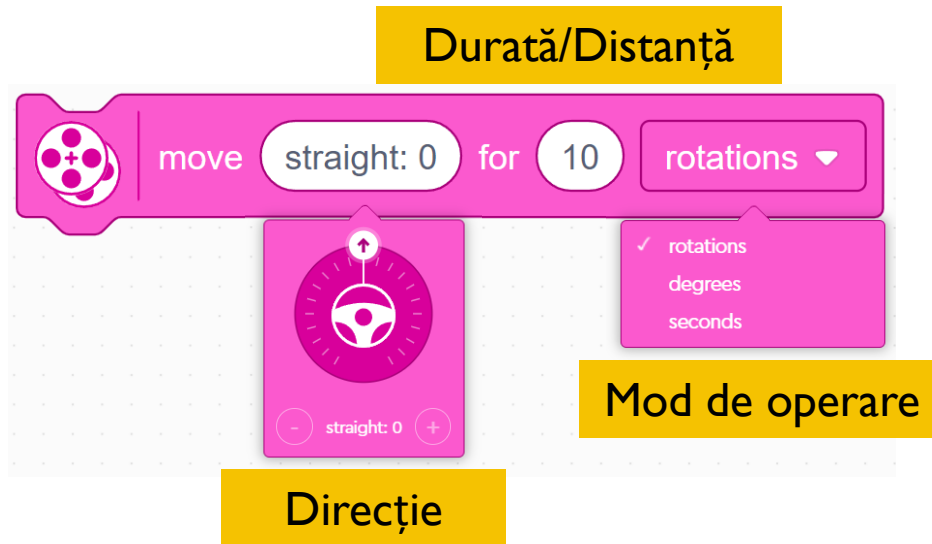 Durată/Distanță
move straight: 0 for 10 rotations
✓ rotations
degrees
seconds
- straight: 0 +
Mod de operare
Direcție